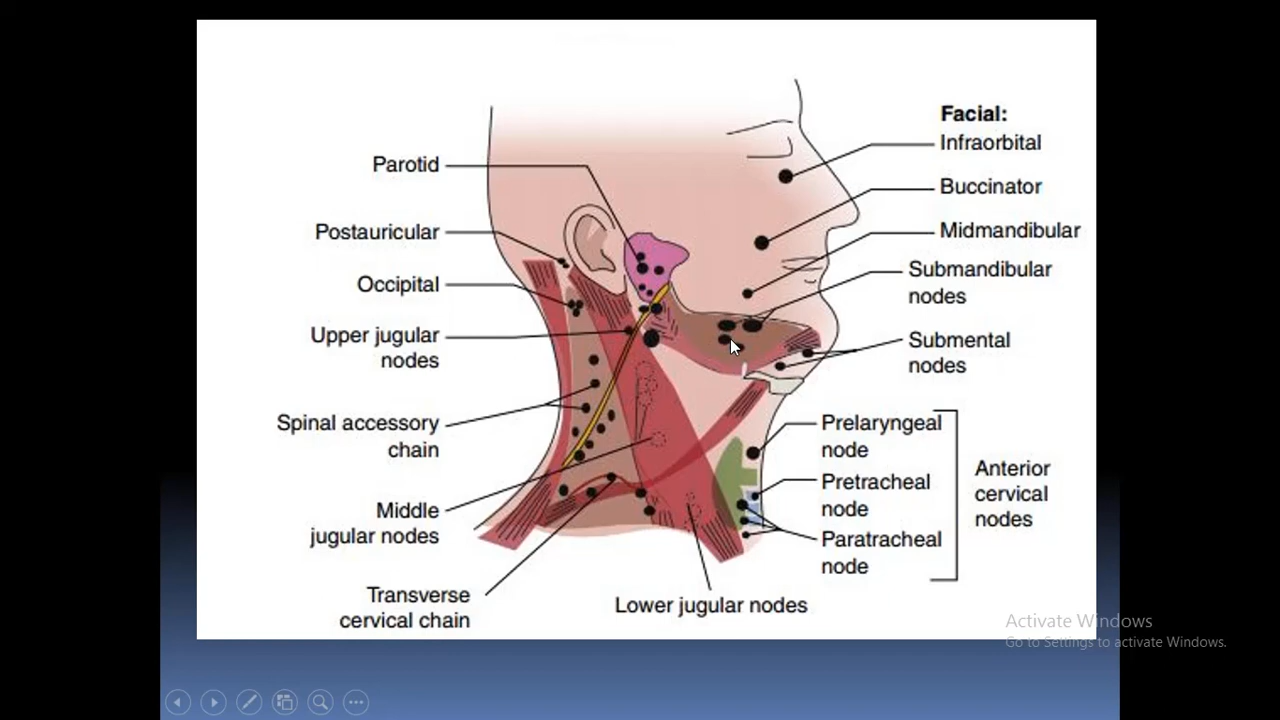 Parotid
Postauricular
Occipital
Upper jugular
nodes
Spinal accessory
chain
Middle
jugular nodes
Transverse
cervical chain
Lower jugular nodes
Facial:
Infraorbital
Buccinator
Midmandibular
Submandibular
nodes
Submental
nodes
Prelaryngeal
node
Pretracheal
node
Paratracheal
node
Anterior
cervical
nodes
Activate Windows
Go to Settings to activate Windows.